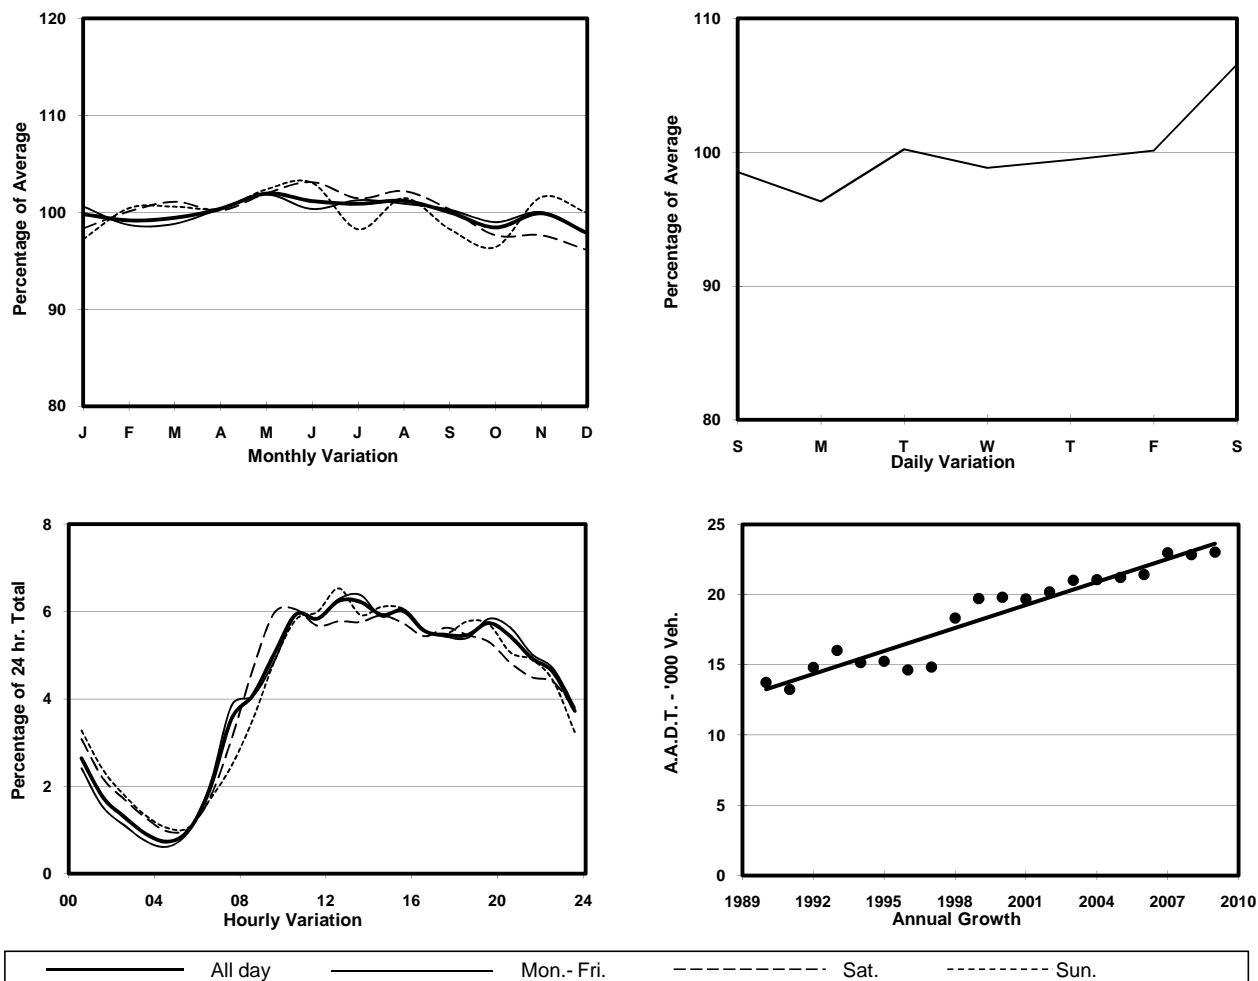 120
110
100
90
80
Percentage of Average
J F M A M J J A S O N D
Monthly Variation
110
100
90
80
Percentage of Average
S M T W T F S
Daily Variation
8
6
4
2
0
Percentage of 24 hr. Total
00 04 08 12 16 20 24
Hourly Variation
25
20
15
10
5
0
A.A.D.T. - '000 Veh.
1989 1992 1995 1998 2001 2004 2007 2010
Annual Growth
All day Mon.- Fri. Sat. Sun.